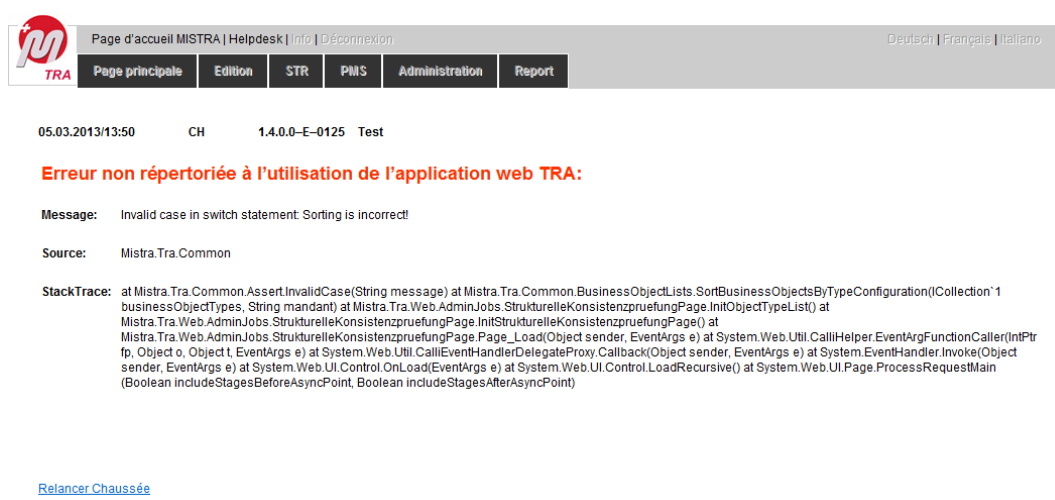 Page d'accueil MISTRA | Helpdesk | Info | Déconnexion
Deutsch | Français | Italiano
TRA
Page principale Edition STR PMS Administration Report
05.03.2013/13:50 CH 1.4.0.0–E–0125 Test
Erreur non répertoriée à l’utilisation de l’application web TRA:
Message: Invalid case in switch statement: Sorting is incorrect!
Source: Mistra.Tra.Common
StackTrace: at Mistra.Tra.Common.Assert.InvalidCase(String message) at Mistra.Tra.Common.BusinessObjectLists.SortBusinessObjectsByTypeConfiguration(ICollection`1
businessObjectTypes, String mandant) at Mistra.Tra.Web.AdminJobs.StrukturelleKonsistenzpruefungPage.InitObjectTypeList() at
Mistra.Tra.Web.AdminJobs.StrukturelleKonsistenzpruefungPage.InitStrukturelleKonsistenzpruefungPage() at
Mistra.Tra.Web.AdminJobs.StrukturelleKonsistenzpruefungPage.Page_Load(Object sender, EventArgs e) at System.Web.Util.CalliHelper.EventArgFunctionCaller(IntPtr
fp, Object o, Object t, EventArgs e) at System.Web.Util.CalliEventHandlerDelegateProxy.Callback(Object sender, EventArgs e) at System.EventHandler.Invoke(Object
sender, EventArgs e) at System.Web.UI.Control.OnLoad(EventArgs e) at System.Web.UI.Control.LoadRecursive() at System.Web.UI.Page.ProcessRequestMain
(Boolean includeStagesBeforeAsyncPoint, Boolean includeStagesAfterAsyncPoint)
Relancer Chaussée